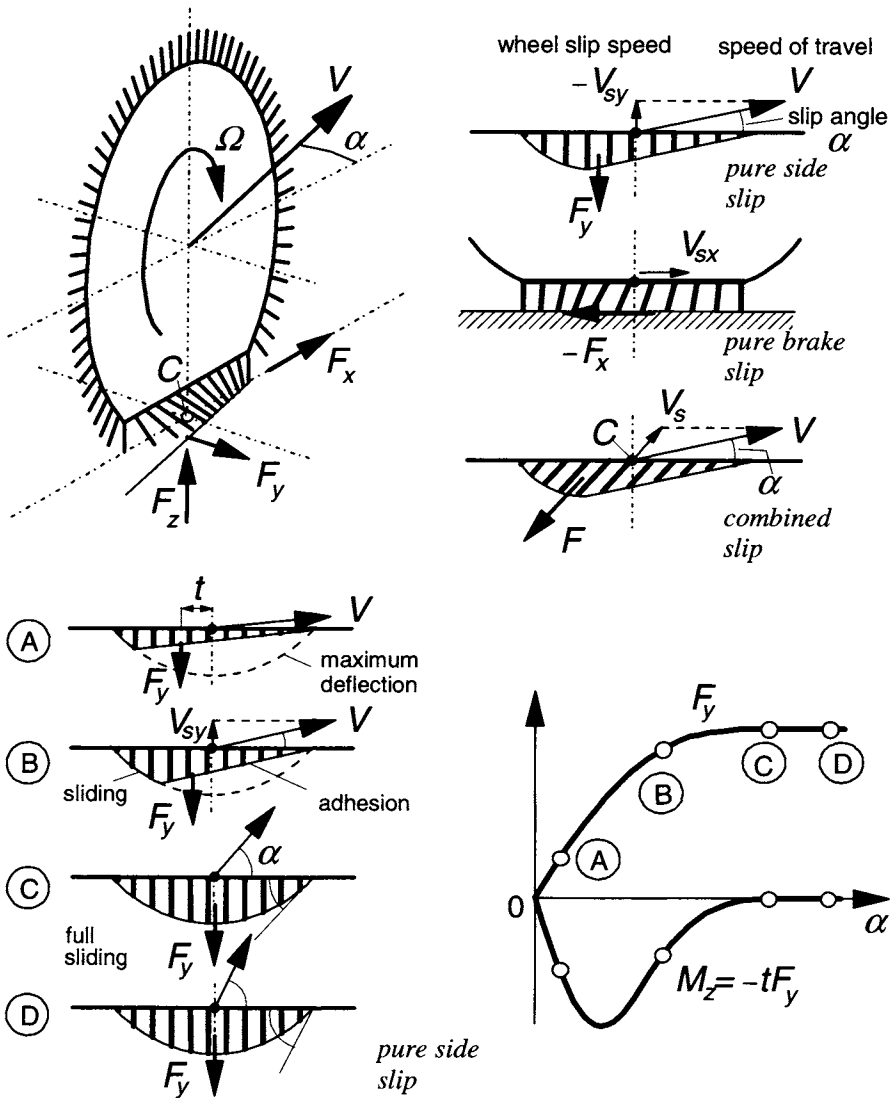 V
α
Ω
C
F_x
F_y
F_z
wheel slip speed
speed of travel
-V_sy
V
slip angle
α
pure side
slip
F_y
V_sx
-F_x
pure brake
slip
V_s
C
V
α
F
combined
slip
A
t
V
F_y
maximum
deflection
B
V_sy
V
sliding
F_y
adhesion
C
α
full
sliding
F_y
D
F_y
pure side
slip
F_y
A
B
C
D
0
α
M_z=-tF_y